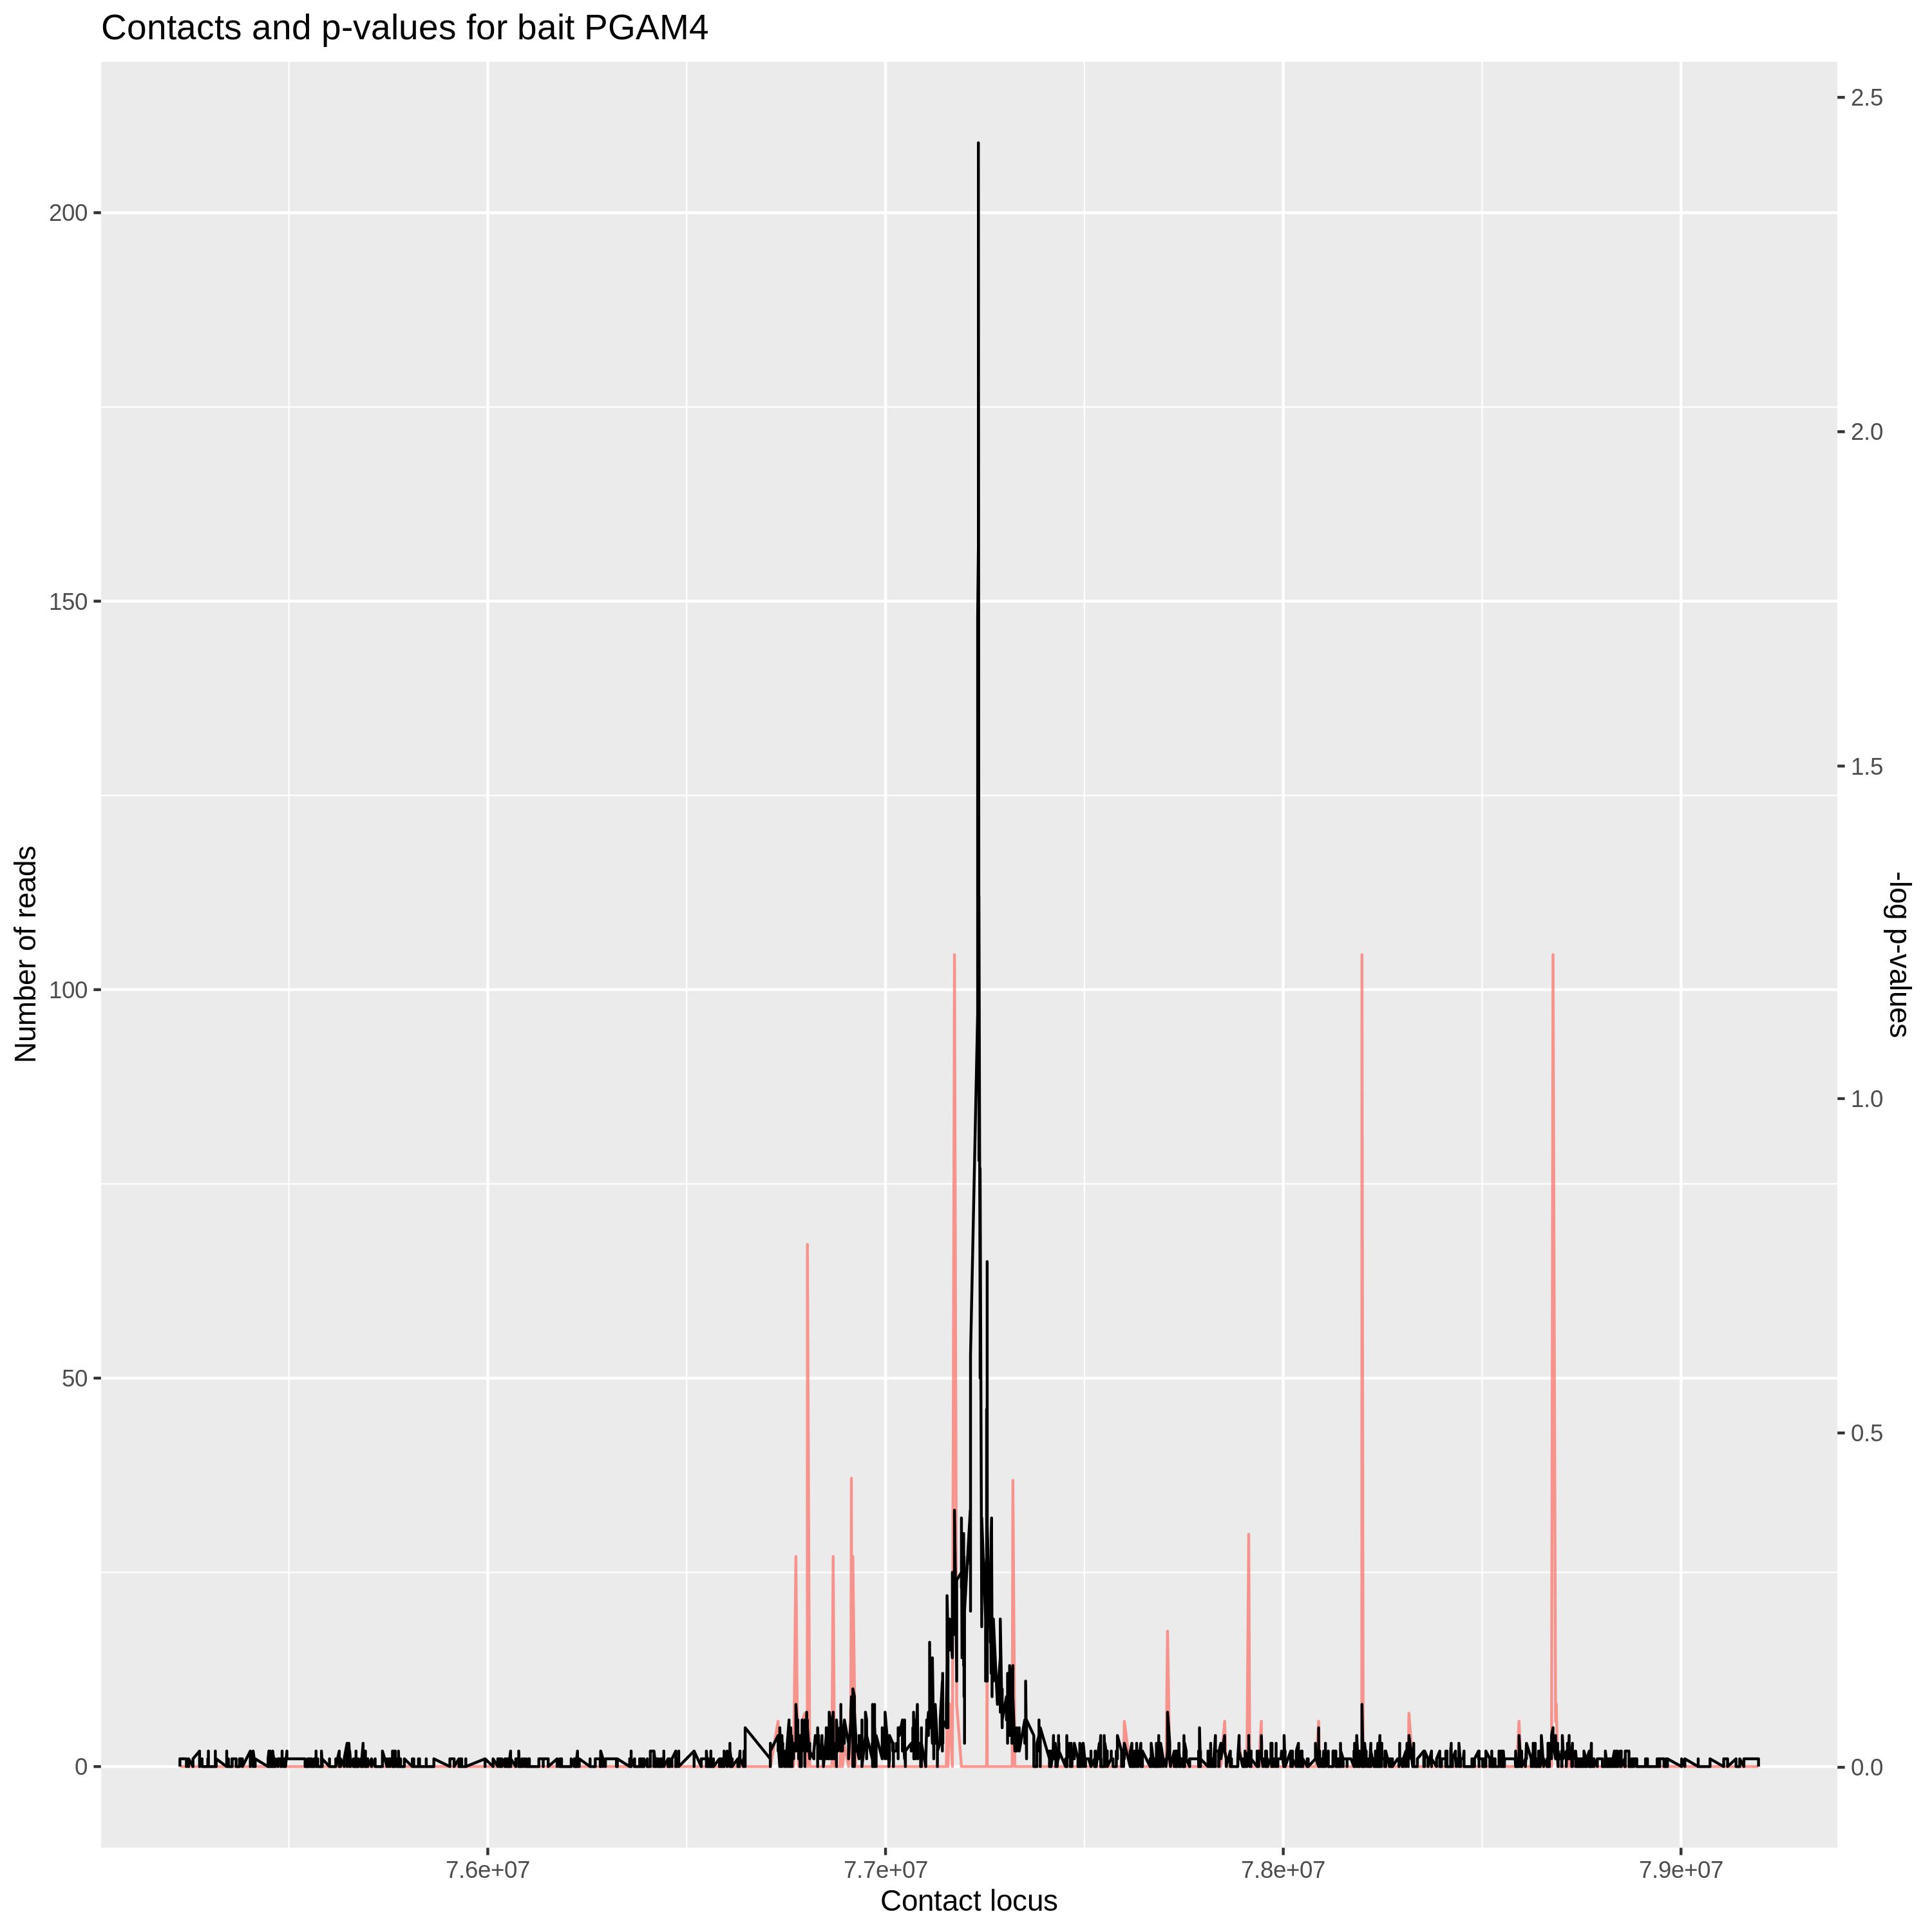 Contacts and p-values for bait PGAM4
Number of reads
200
150
100
50
0
2.5
2.0
1.5
1.0
0.5
0.0
-log p-values
7.6e+07
7.7e+07
7.8e+07
7.9e+07
Contact locus